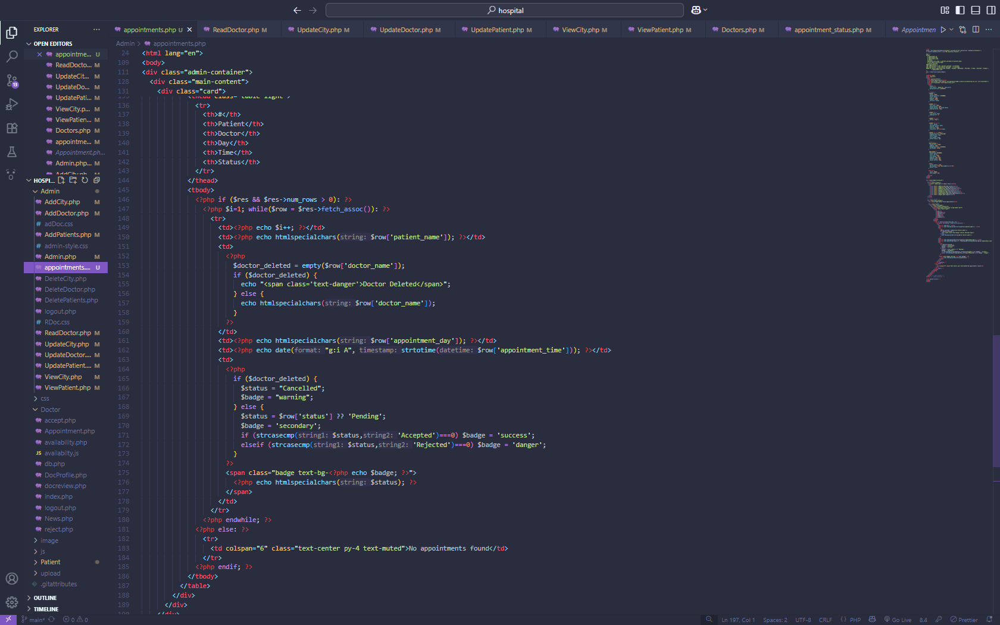 hospital
EXPLORER
OPEN EDITORS
appointme... U
ReadDocto... M
UpdateCit... M
UpdateDo... M
UpdatePati... M
ViewCity.p... M
ViewPatien... M
Doctors.php M
appointme... M
Appointment.ph...
Admin.php... M
AddCity.ph... M
HOSPI...
Admin
AddCity.php M
AddDoctor.php M
# adDoc.css
AddPatients.php M
# admin-style.css
Admin.php M
appointments.... U
DeleteCity.php
DeleteDoctor.php
DeletePatients.php
logout.php
# RDoc.css
ReadDoctor.php M
UpdateCity.php M
UpdateDoctor.... M
UpdatePatient.... M
ViewCity.php M
ViewPatient.php M
css
Doctor
accept.php
Appointment.php
availability.php
JS availabilty.js
db.php
DocProfile.php
docreview.php
index.php
logout.php
News.php
reject.php
image
js
Patient
upload
.gitattributes
OUTLINE
TIMELINE
13
appointments.php U
ReadDoctor.php M
UpdateCity.php M
UpdateDoctor.php M
UpdatePatient.php M
ViewCity.php M
ViewPatient.php M
Doctors.php M
appointment_status.php M
Appointmen
Admin > appointments.php
24 <html lang="en">
109 <body>
111 <div class="admin-container">
128 <div class="main-content">
131 <div class="card">
135 <thead class="table-light">
136 <tr>
137 <th>#</th>
138 <th>Patient</th>
139 <th>Doctor</th>
140 <th>Day</th>
141 <th>Time</th>
142 <th>Status</th>
143 </tr>
144 </thead>
145 <tbody>
146 <?php if ($res && $res->num_rows > 0): ?>
147 <?php $i=1; while($row = $res->fetch_assoc()): ?>
148 <tr>
149 <td><?php echo $i++; ?></td>
150 <td><?php echo htmlspecialchars(string: $row['patient_name']); ?></td>
151 <td>
152 <?php
153 $doctor_deleted = empty($row['doctor_name']);
154 if ($doctor_deleted) {
155 echo "<span class='text-danger'>Doctor Deleted</span>";
156 } else {
157 echo htmlspecialchars(string: $row['doctor_name']);
158 }
159 ?>
160 </td>
161 <td><?php echo htmlspecialchars(string: $row['appointment_day']); ?></td>
162 <td><?php echo date(format: "g:i A", timestamp: strtotime(datetime: $row['appointment_time'])); ?></td>
163 <td>
164 <?php
165 if ($doctor_deleted) {
166 $status = "Cancelled";
167 $badge = "warning";
168 } else {
169 $status = $row['status'] ?? 'Pending';
170 $badge = 'secondary';
171 if (strcasecmp(string1: $status,string2: 'Accepted')===0) $badge = 'success';
172 elseif (strcasecmp(string1: $status,string2: 'Rejected')===0) $badge = 'danger';
173 }
174 ?>
175 <span class="badge text-bg-<?php echo $badge; ?>">
176 <?php echo htmlspecialchars(string: $status); ?>
177 </span>
178 </td>
179 </tr>
180 <?php endwhile; ?>
181 <?php else: ?>
182 <tr>
183 <td colspan="6" class="text-center py-4 text-muted">No appointments found</td>
184 </tr>
185 <?php endif; ?>
186 </tbody>
187 </table>
188 </div>
189 </div>
190 </div>
main* 0 0
Ln 197, Col 1
Spaces: 2
UTF-8
CRLF
{} PHP
Go Live
8.4
Prettier